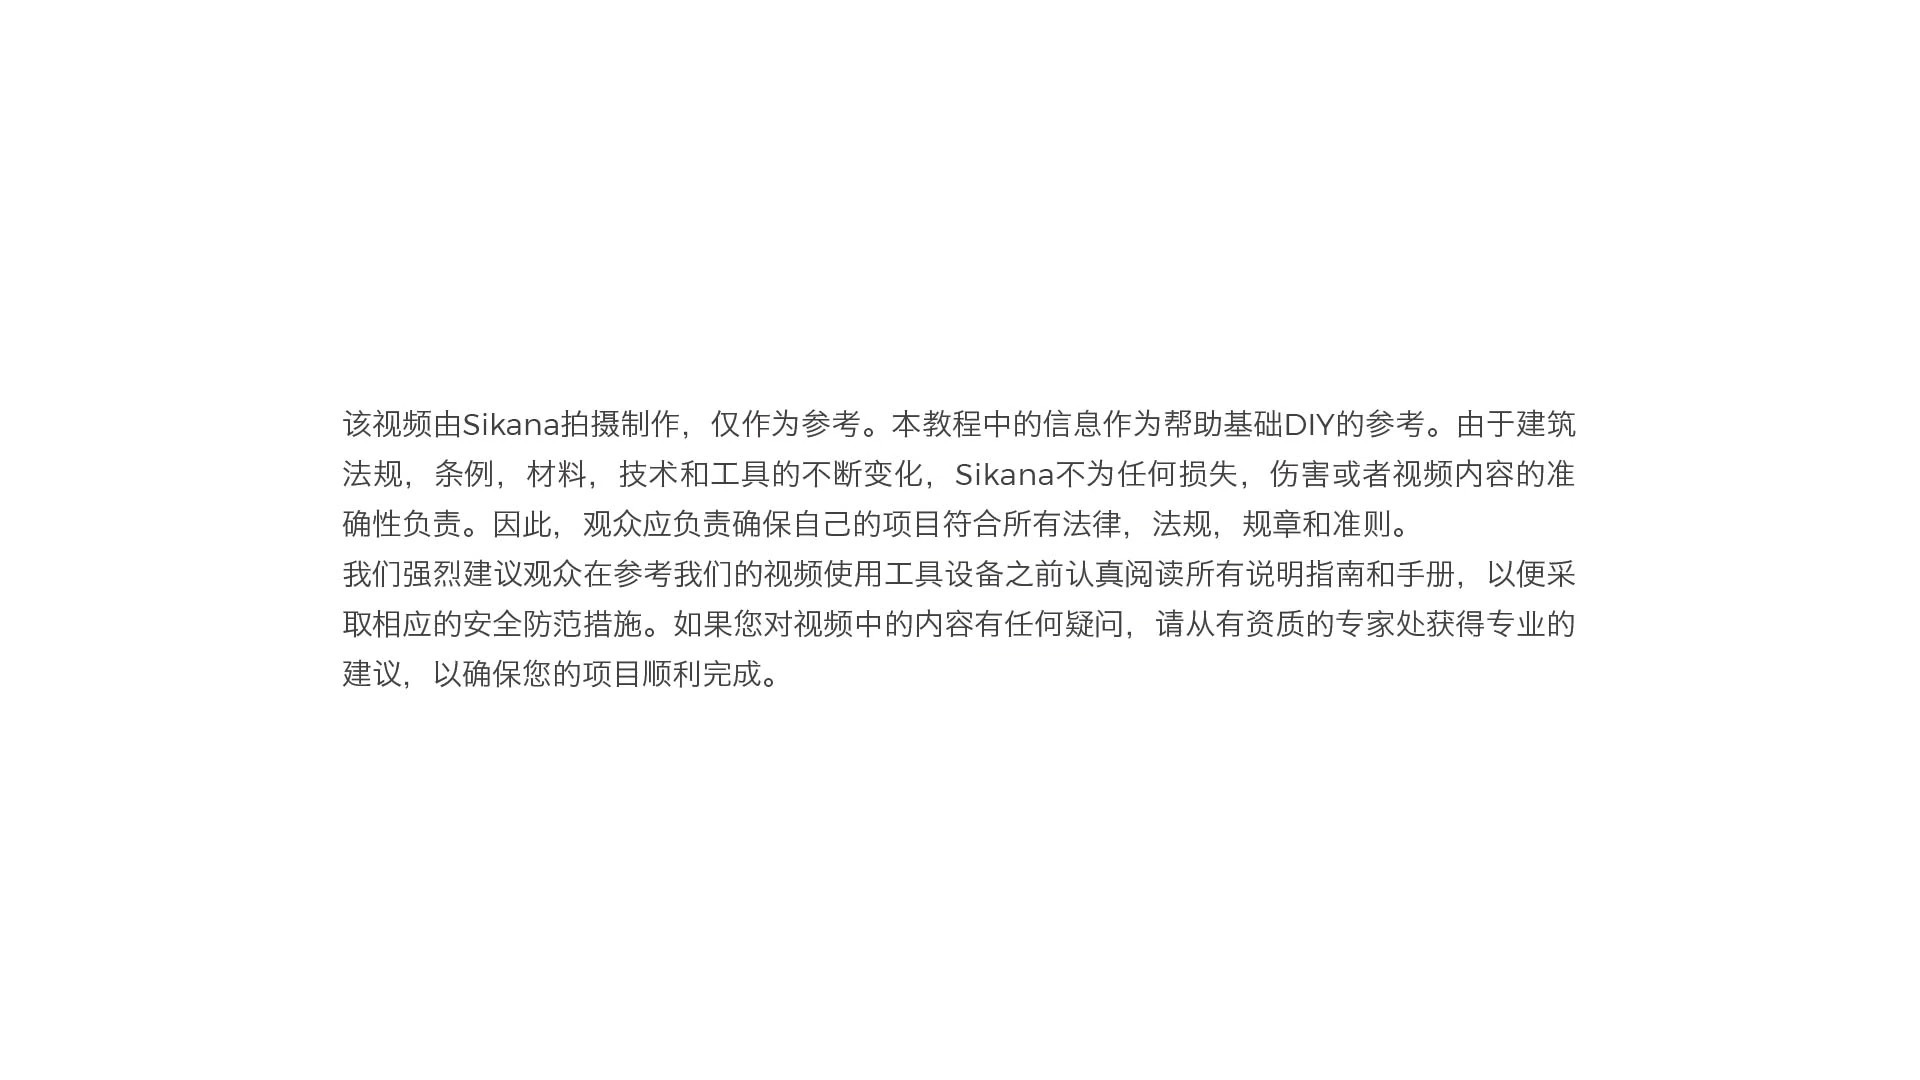 该视频由Sikana拍摄制作，仅作为参考。本教程中的信息作为帮助基础DIY的参考。由于建筑
法规，条例，材料，技术和工具的不断变化，Sikana不为任何损失，伤害或者视频内容的准
确性负责。因此，观众应负责确保自己的项目符合所有法律，法规，规章和准则。
我们强烈建议观众在参考我们的视频使用工具设备之前认真阅读所有说明指南和手册，以便采
取相应的安全防范措施。如果您对视频中的内容有任何疑问，请从有资质的专家处获得专业的
建议，以确保您的项目顺利完成。